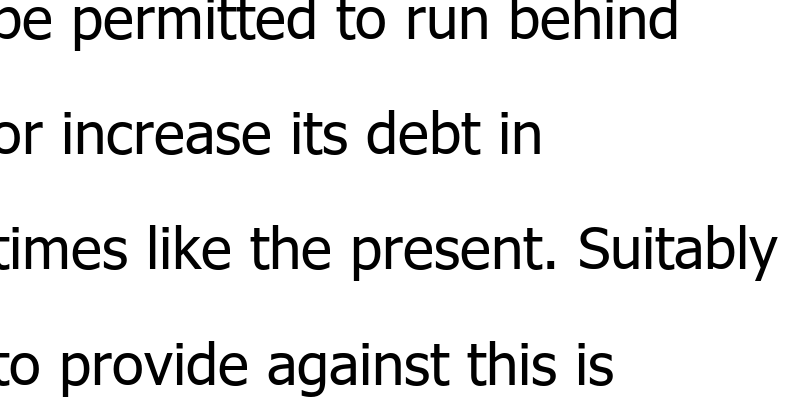 be permitted to run behind
or increase its debt in
times like the present. Suitably
to provide against this is